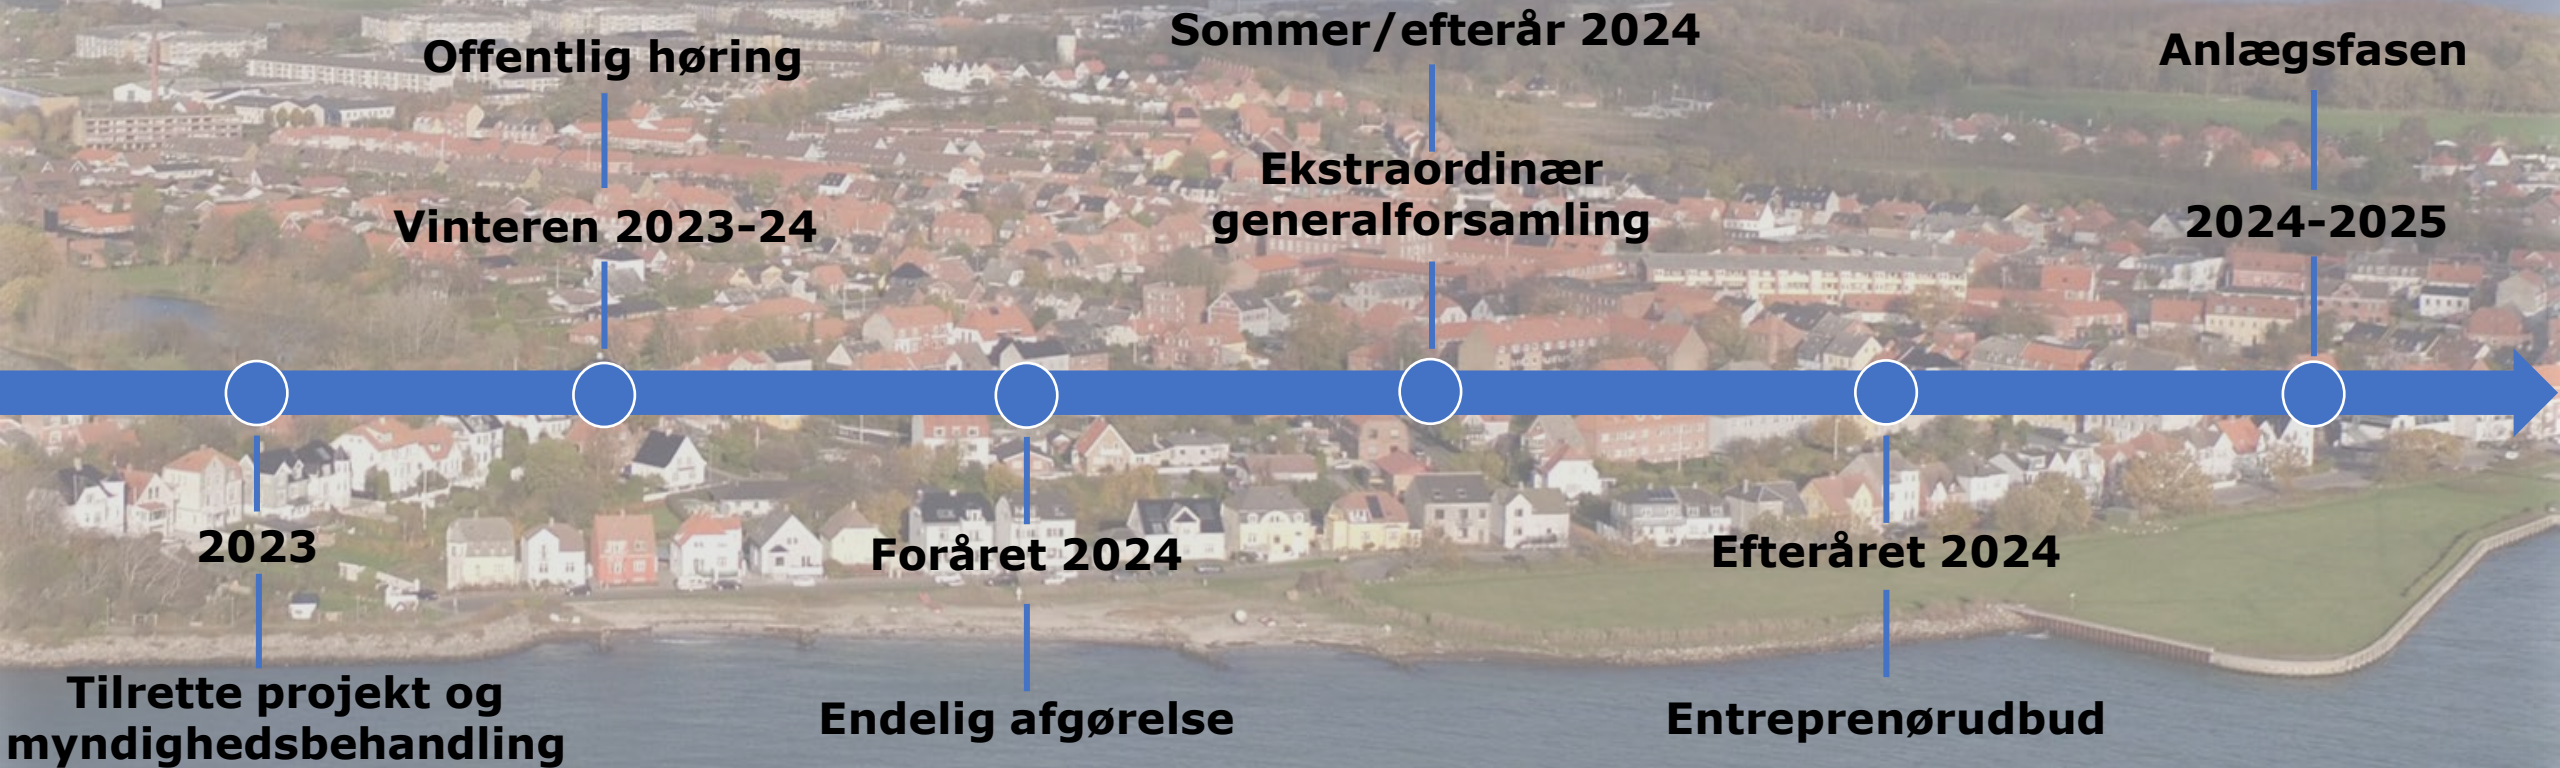 2023
Tilrette projekt og
myndighedsbehandling
Offentlig høring
Vinteren 2023-24
Foråret 2024
Endelig afgørelse
Sommer/efterår 2024
Ekstraordinær
generalforsamling
Efteråret 2024
Entreprenørudbud
Anlægsfasen
2024-2025